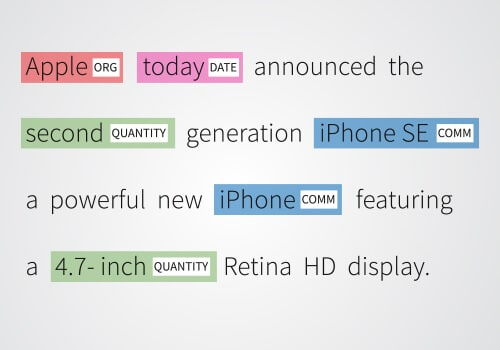 Apple ORG today DATE announced the
second QUANTITY generation iPhone SE COMM
a powerful new iPhone COMM featuring
a 4.7- inch QUANTITY Retina HD display.